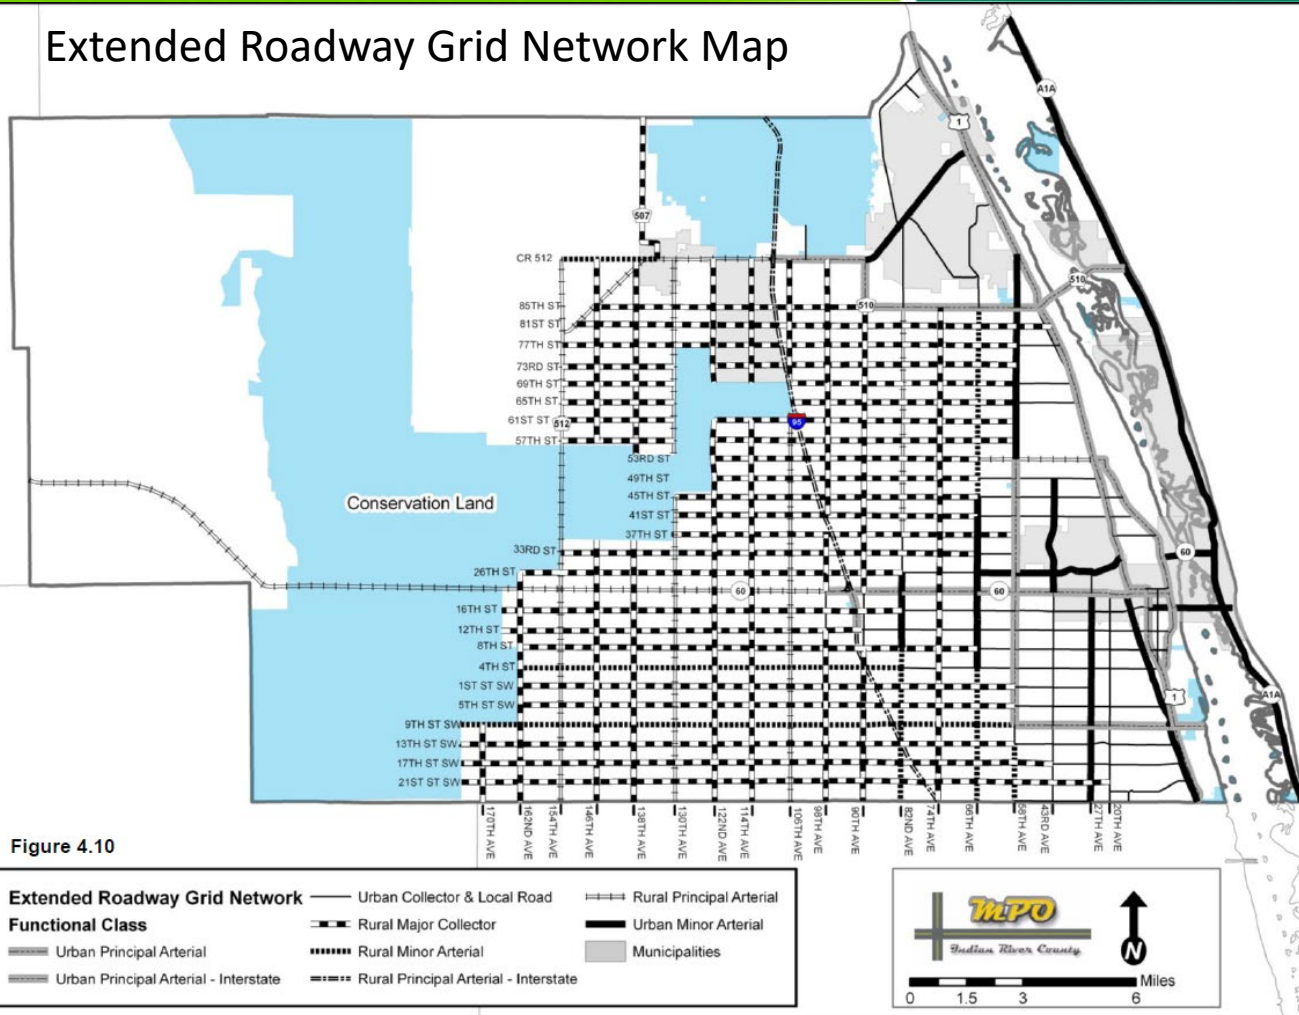 Extended Roadway Grid Network Map
A1A
1
507
CR 512
510
85TH ST
510
81ST ST
77TH ST
73RD ST
69TH ST
65TH ST
61ST ST
512
95
57TH ST
53RD ST
49TH ST
Conservation Land
45TH ST
41ST ST
37TH ST
33RD ST
60
26TH ST
60
60
16TH ST
12TH ST
8TH ST
4TH ST
1ST ST SW
1
A1A
5TH ST SW
9TH ST SW
13TH ST SW
17TH ST SW
21ST ST SW
170TH AVE
162ND AVE
154TH AVE
146TH AVE
138TH AVE
130TH AVE
122ND AVE
114TH AVE
106TH AVE
98TH AVE
90TH AVE
82ND AVE
74TH AVE
66TH AVE
58TH AVE
43RD AVE
27TH AVE
20TH AVE
Figure 4.10
Extended Roadway Grid Network
Functional Class
Urban Principal Arterial
Urban Principal Arterial - Interstate
Urban Collector & Local Road
Rural Major Collector
Rural Minor Arterial
Rural Principal Arterial - Interstate
Rural Principal Arterial
Urban Minor Arterial
Municipalities
MPO
Indian River County
N
Miles
0 1.5 3 6